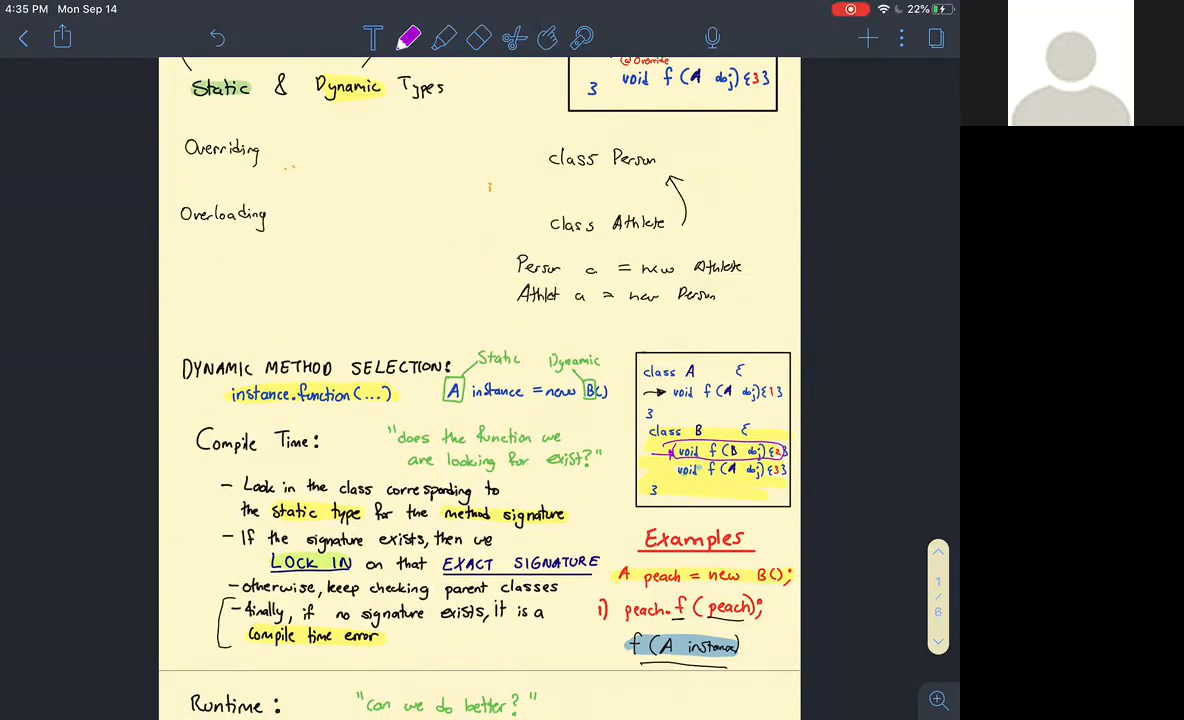 4:35 PM Mon Sep 14
22%
Static & Dynamic Types
@Override
void f (A obj) {3}
}
Overriding
Overloading
class Person
class Athlete
Person a = new Athlete
Athlet a = new Person
DYNAMIC METHOD SELECTION:
instance.function(...)
Static Dynamic
A instance = new B()
Compile Time:
"does the function we
are looking for exist?"
- Look in the class corresponding to
the static type for the method signature
- If the signature exists, then we
LOCK IN on that EXACT SIGNATURE
- otherwise, keep checking parent classes
- finally, if no signature exists, it is a
compile time error
class A {
void f (A obj) {1}
}
class B {
void f (B obj) {2}
void f (A obj) {3}
}
Examples
A peach = new B();
i) peach.f (peach);
f (A instance)
Runtime:
"can we do better?"
1
/
6